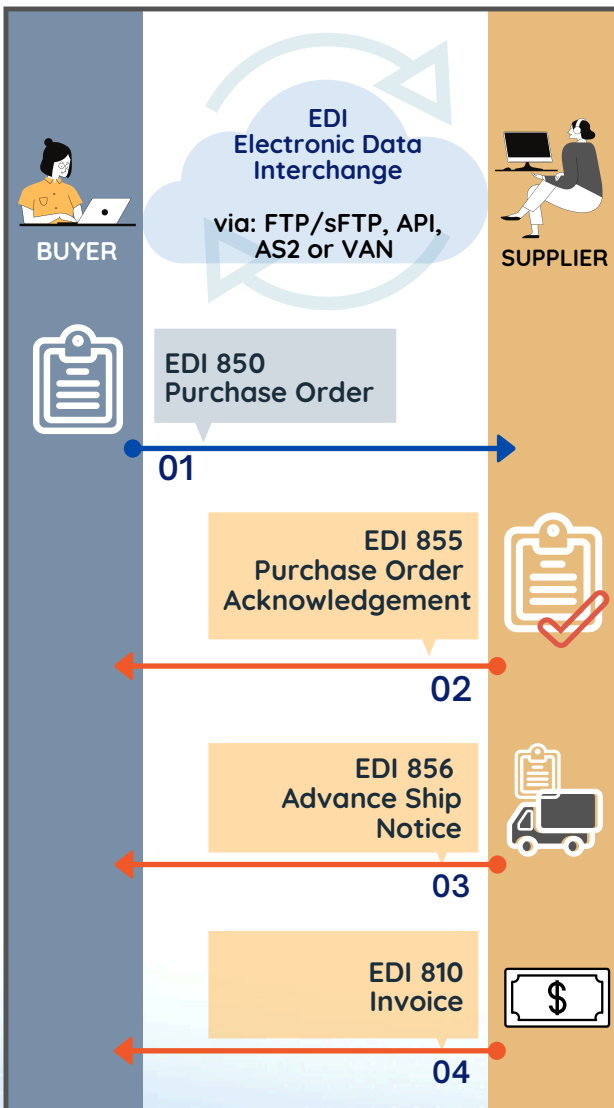 EDI
Electronic Data
Interchange
via: FTP/sFTP, API,
AS2 or VAN
BUYER
SUPPLIER
EDI 850
Purchase Order
01
EDI 855
Purchase Order
Acknowledgement
02
EDI 856
Advance Ship
Notice
03
EDI 810
Invoice
$
04